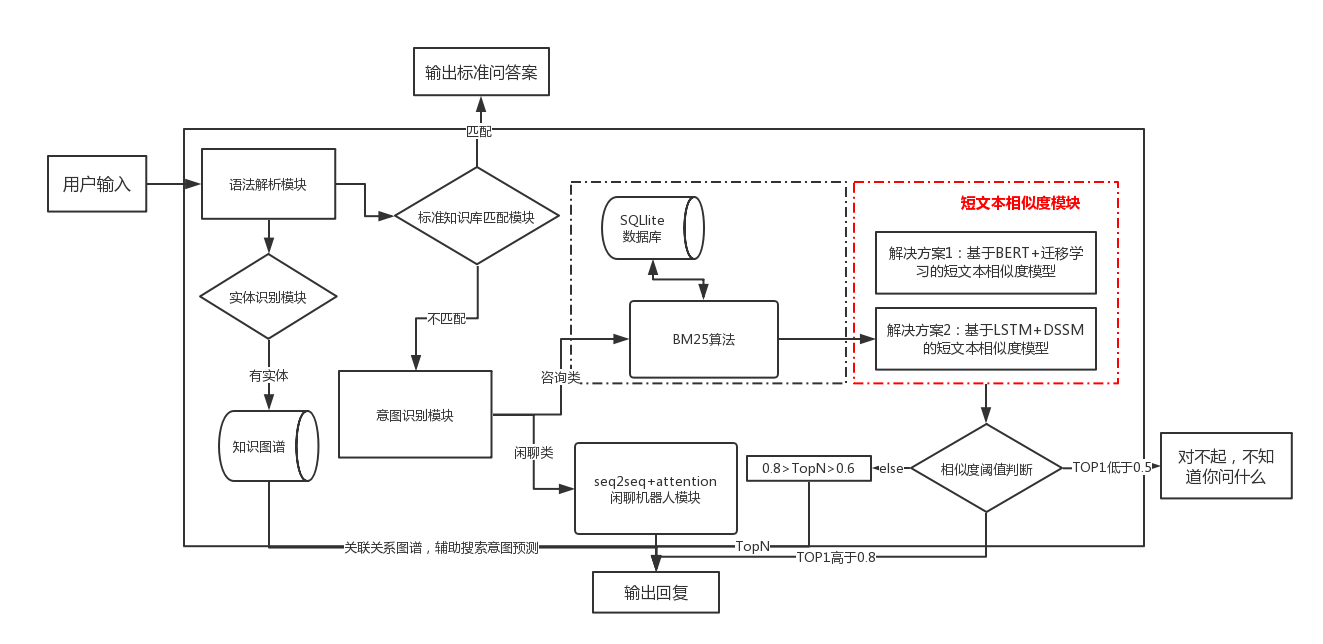 输出标准问答案
匹配
用户输入
语法解析模块
标准知识库匹配模块
SQLlite
数据库
短文本相似度模块
解决方案1：基于BERT+迁移学
习的短文本相似度模型
实体识别模块
不匹配
BM25算法
解决方案2：基于LSTM+DSSM
的短文本相似度模型
有实体
咨询类
意图识别模块
知识图谱
闲聊类
seq2seq+attention
闲聊机器人模块
0.8>TopN>0.6
else
相似度阈值判断
TOP1低于0.5
对不起，不知
道你问什么
关联关系图谱，辅助搜索意图预测
TopN
TOP1高于0.8
输出回复